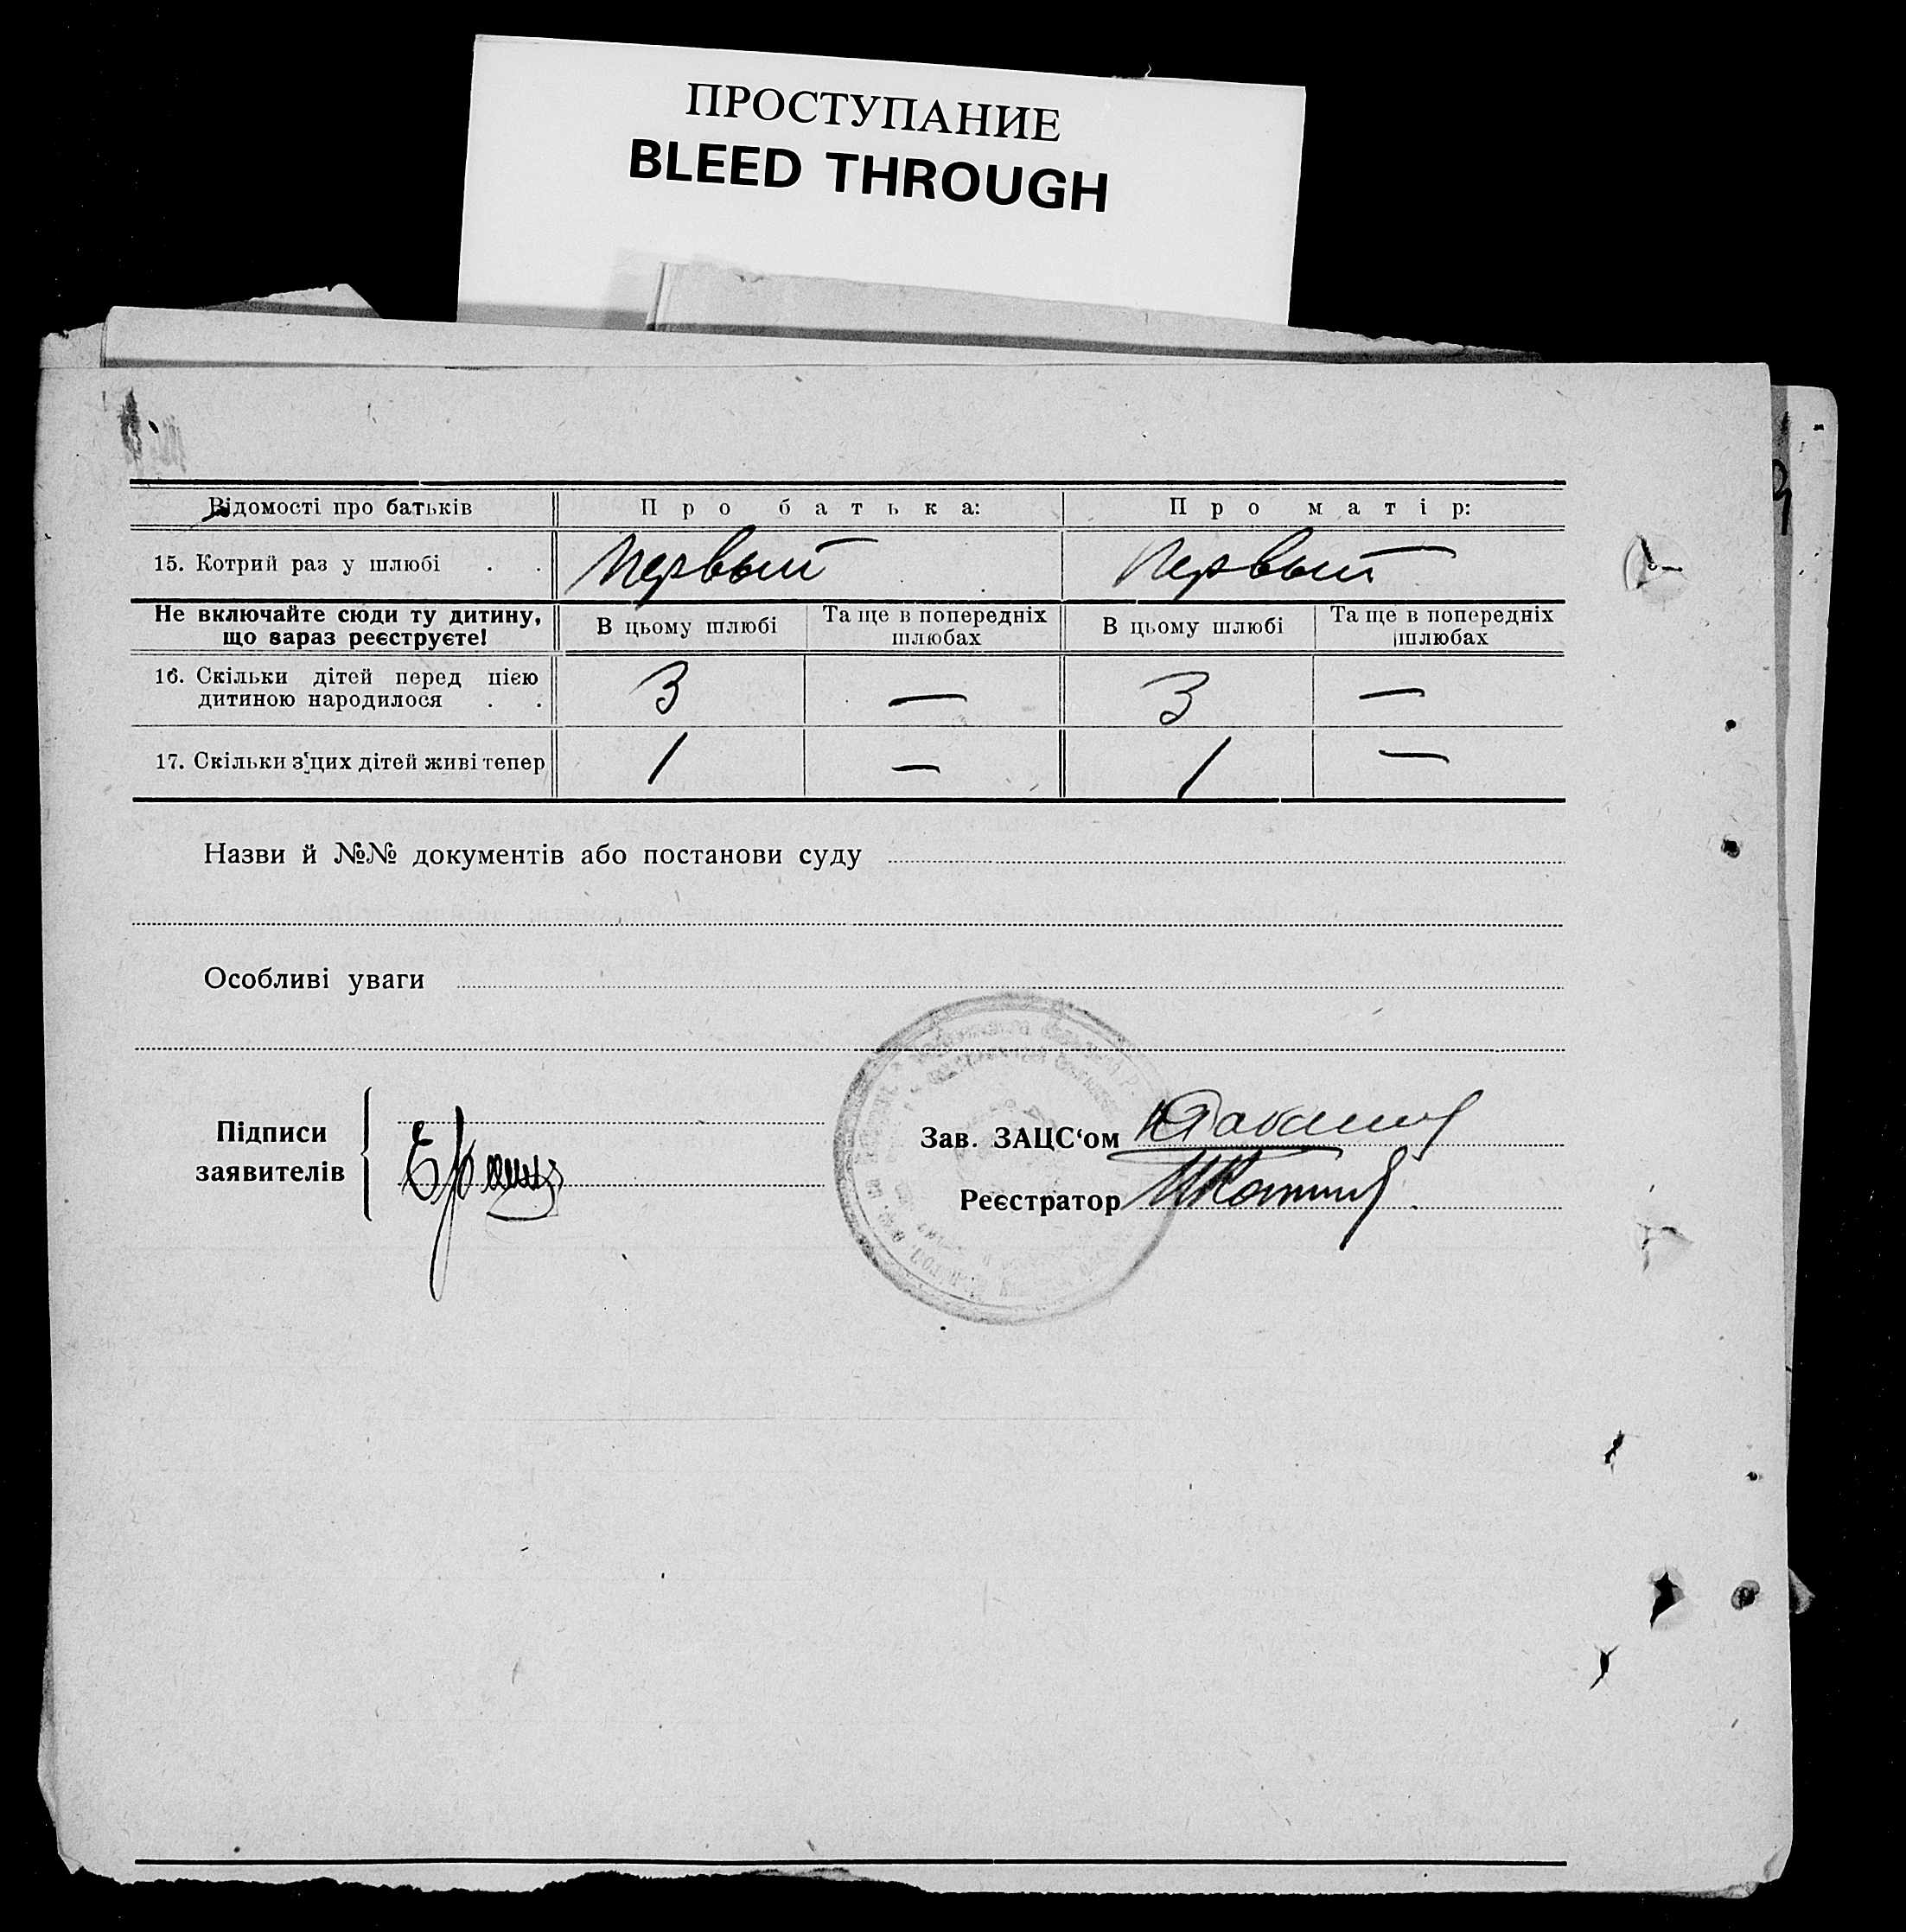 ПРОСТУПАНИЕ
BLEED THROUGH
Відомості про батьків Про батька: Про матір:
15. Котрий раз у шлюбі . . Первый Первый
Не включайте сюди ту дитину, що вараз реєструєте! В цьому шлюбі Та ще в попередніх шлюбах В цьому шлюбі Та ще в попередніх шлюбах
16. Скільки дітей перед цією
дитиною народилося . . 3 — 3 —
17. Скільки з цих дітей живі тепер 1 — 1 —
Назви й №№ документів або постанови суду
Особливі уваги
Підписи
заявителів
Зав. ЗАЦС‘ом
Реєстратор